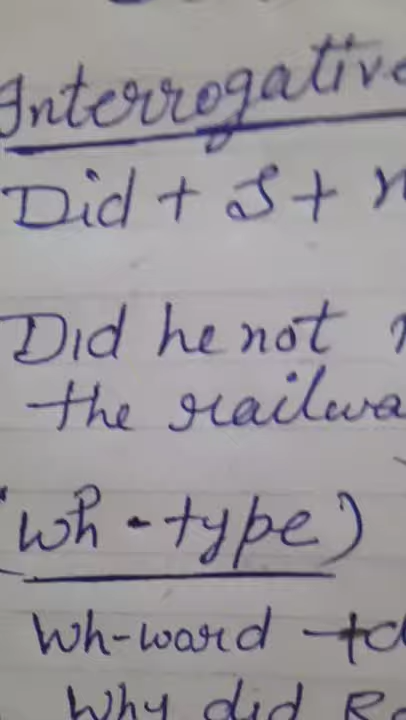 Interrogative
Did + S + n
Did he not
the railwa
(Wh-type)
Wh-word + d
Why did R